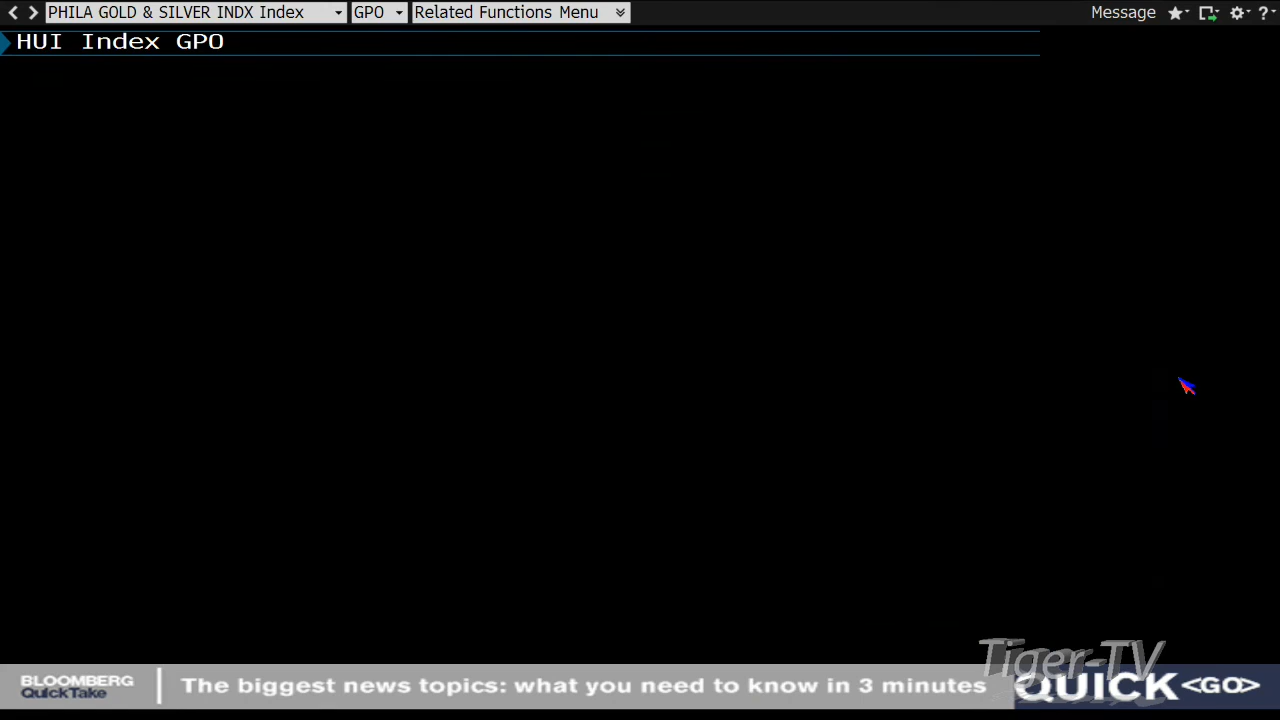 PHILA GOLD & SILVER INDX Index GPO Related Functions Menu Message ?
HUI Index GPO
Tiger-TV
BLOOMBERG
QuickTake
The biggest news topics: what you need to know in 3 minutes
QUICK <GO>